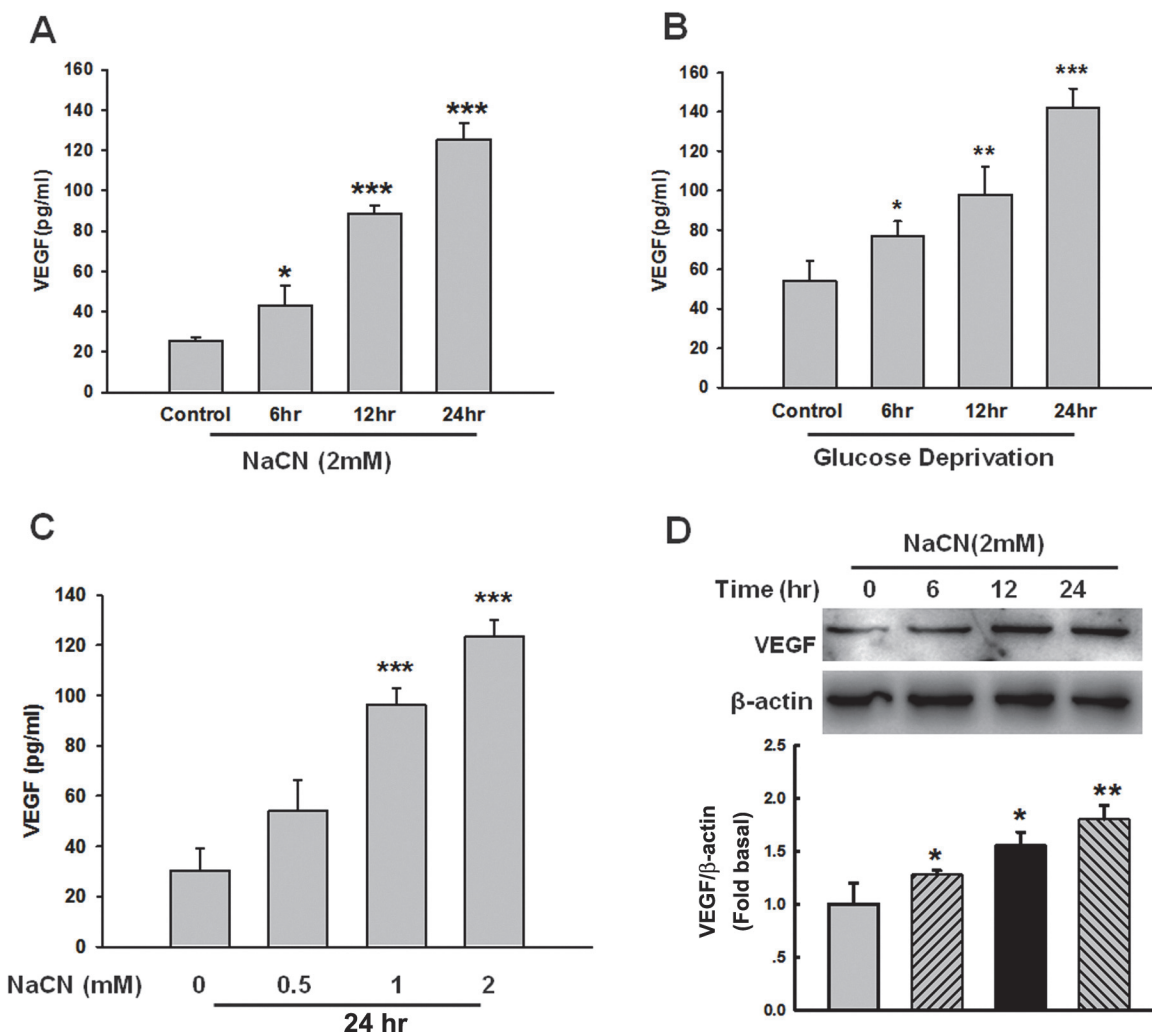 A
160
140
120
100
80
60
40
20
0
VEGF(pg/ml)
*
***
***
Control 6hr 12hr 24hr
NaCN (2mM)
B
160
140
160
100
80
60
40
20
0
VEGF(pg/ml)
*
**
***
Control 6hr 12hr 24hr
Glucose Deprivation
C
140
120
100
80
60
40
20
0
VEGF (pg/ml)
***
***
NaCN (mM) 0 0.5 1 2
24 hr
D
NaCN(2mM)
Time (hr) 0 6 12 24
VEGF
β-actin
2.5
2.0
1.5
1.0
.5
0.0
VEGF/β-actin
(Fold basal)
*
*
**